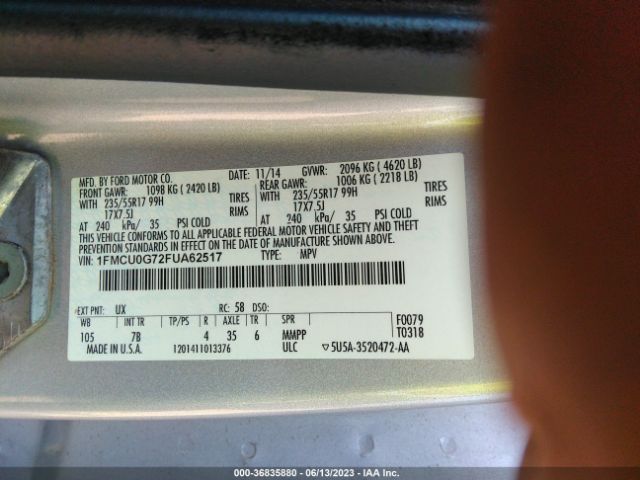 MFD. BY FORD MOTOR CO. DATE: 11/14 GVWR: 2096 KG ( 4620 LB)
FRONT GAWR: 1098 KG ( 2420 LB) REAR GAWR: 1006 KG ( 2218 LB)
WITH 235/55R17 99H TIRES WITH 235/55R17 99H TIRES
17X7.5J RIMS 17X7.5J RIMS
AT 240 kPa/ 35 PSI COLD AT 240 kPa/ 35 PSI COLD
THIS VEHICLE CONFORMS TO ALL APPLICABLE FEDERAL MOTOR VEHICLE SAFETY, BUMPER, AND THEFT PREVENTION STANDARDS IN EFFECT ON THE DATE OF MANUFACTURE SHOWN ABOVE.
VIN: 1FMCU0G72FUA62517 TYPE: MPV
EXT PNT: UX RC: 58 DSO:
WB INT TR TP/PS R AXLE TR SPR F0079
105 7B 4 35 6 MMPP T0318
MADE IN U.S.A. 1201411013376 ULC ▽5U5A-3520472-AA
000-36835880 - 06/13/2023 - IAA Inc.